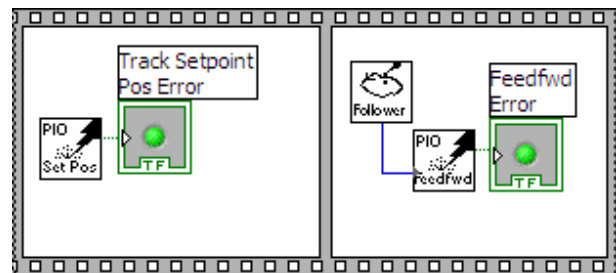 Track Setpoint
Pos Error
PIO
Set Pos
TF
Follower
PIO
Feedfwd
Feedfwd
Error
TF